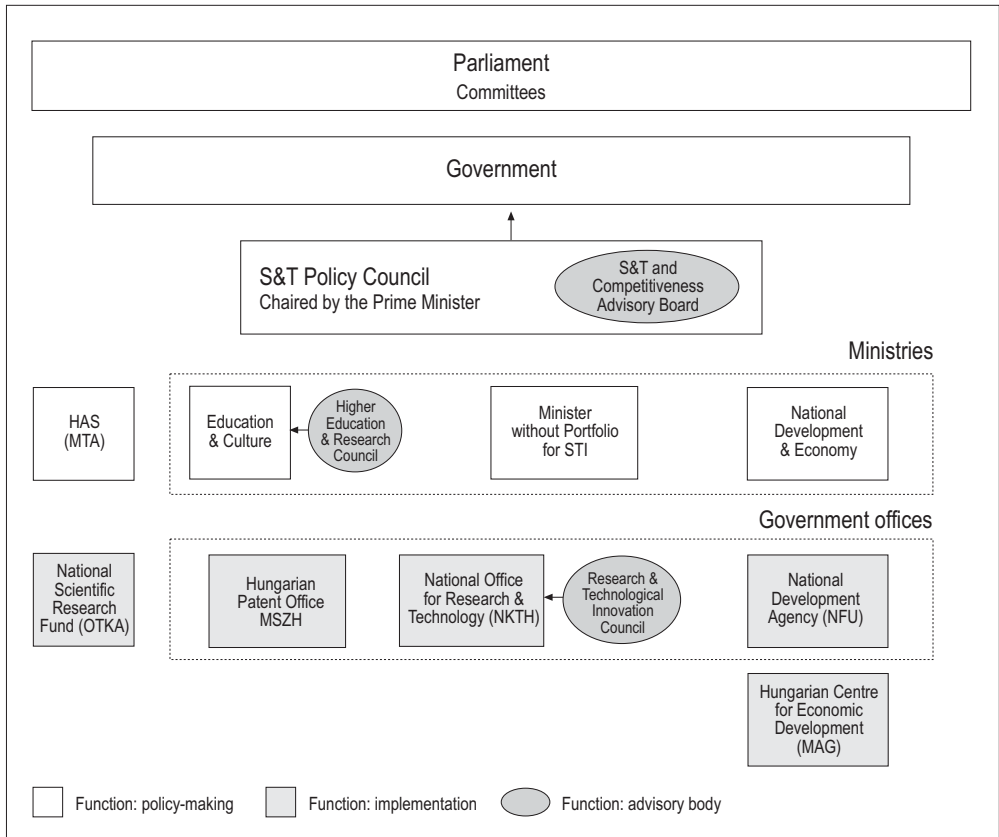 Parliament
Committees
Government
S&T Policy Council
Chaired by the Prime Minister
S&T and
Competitiveness
Advisory Board
Ministries
HAS
(MTA)
Education
& Culture
Higher
Education
& Research
Council
Minister
without Portfolio
for STI
National
Development
& Economy
Government offices
National
Scientific
Research
Fund (OTKA)
Hungarian
Patent Office
MSZH
National Office
for Research &
Technology (NKTH)
Research &
Technological
Innovation
Council
National
Development
Agency (NFU)
Hungarian Centre
for Economic
Development
(MAG)
Function: policy-making
Function: implementation
Function: advisory body